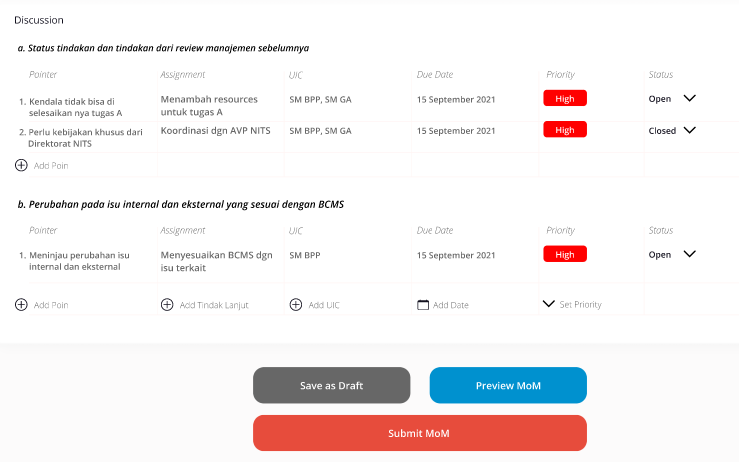 Discussion
a. Status tindakan dan tindakan dari review manajemen sebelumnya
Pointer Assignment UIC Due Date Priority Status
1. Kendala tidak bisa di selesaikan nya tugas A
Menambah resources untuk tugas A
SM BPP, SM GA
15 September 2021
High
Open
2. Perlu kebijakan khusus dari Direktorat NITS
Koordinasi dgn AVP NITS
SM BPP, SM GA
15 September 2021
High
Closed
Add Poin
b. Perubahan pada isu internal dan eksternal yang sesuai dengan BCMS
Pointer Assignment UIC Due Date Priority Status
1. Meninjau perubahan isu internal dan eksternal
Menyesuaikan BCMS dgn isu terkait
SM BPP
15 September 2021
High
Open
Add Poin Add Tindak Lanjut Add UIC Add Date Set Priority
Save as Draft Preview MoM
Submit MoM